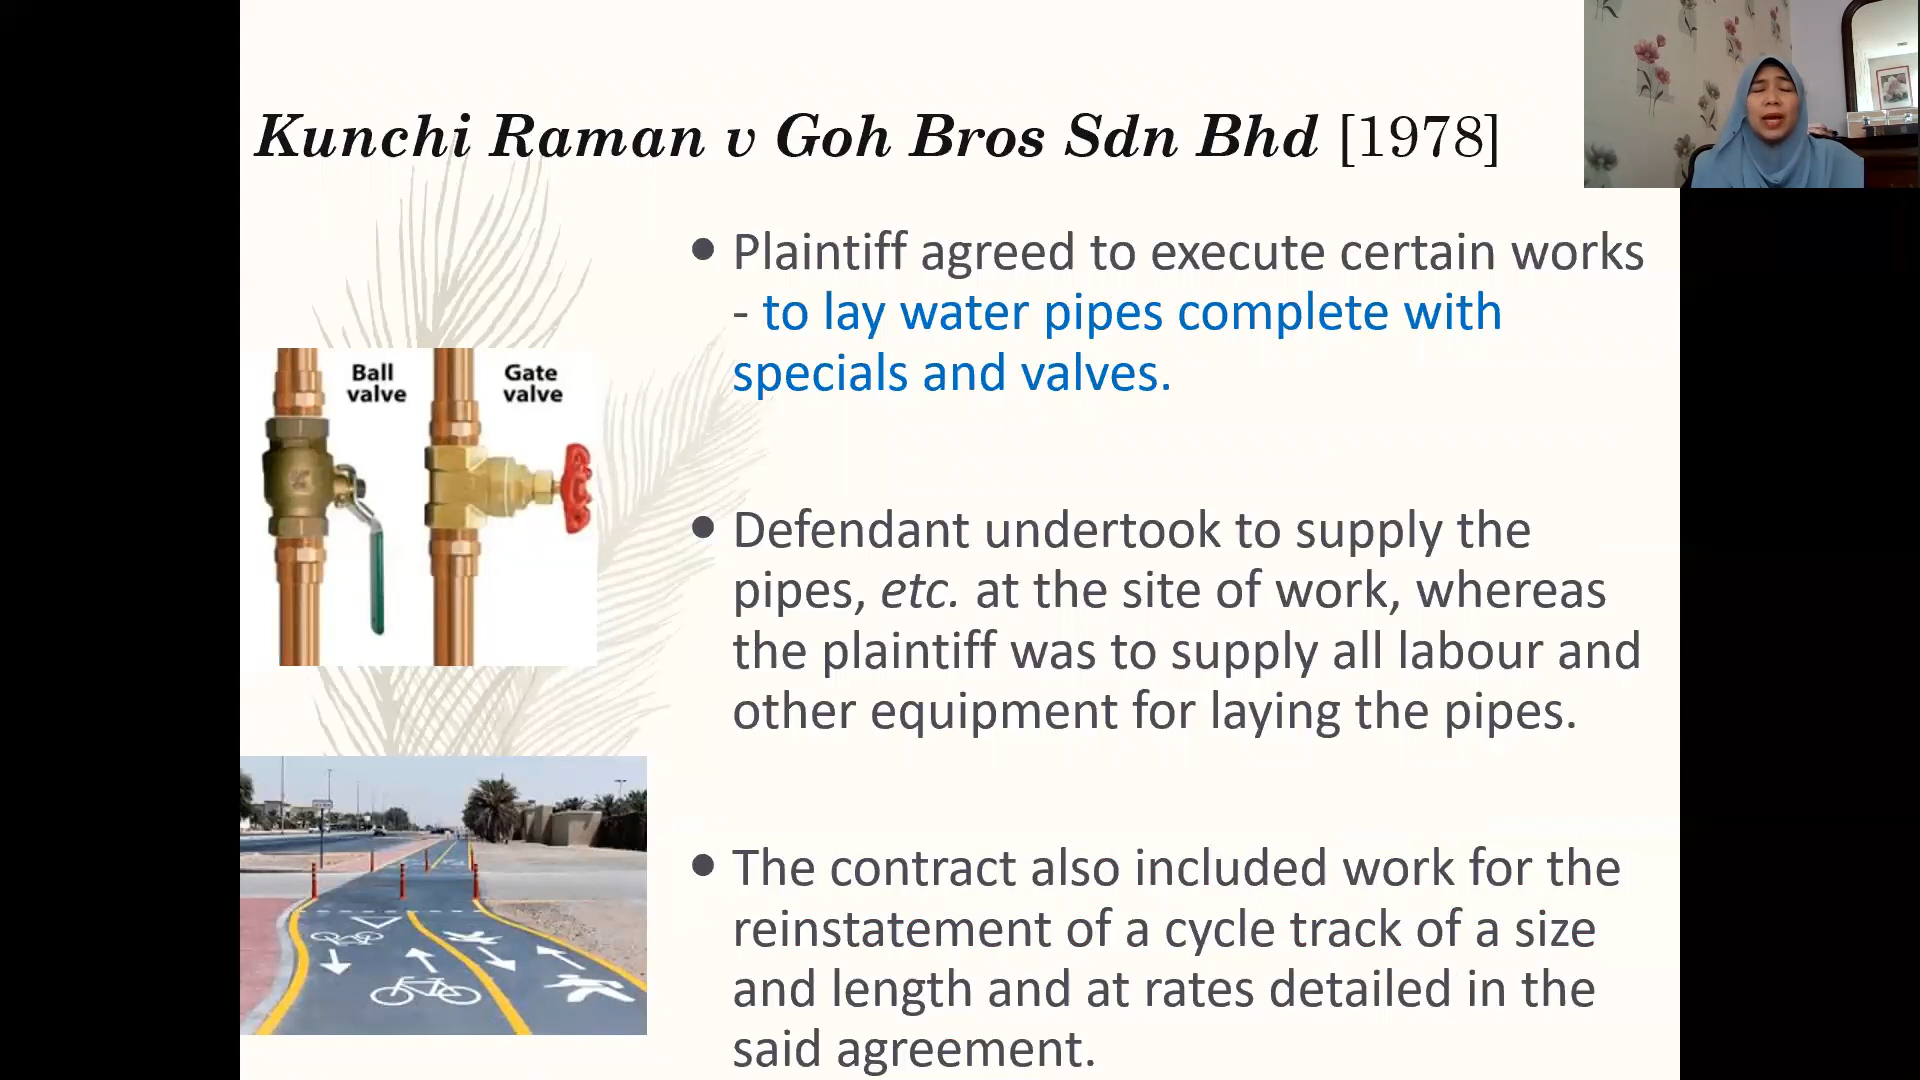 Kunchi Raman v Goh Bros Sdn Bhd [1978]
• Plaintiff agreed to execute certain works
- to lay water pipes complete with
specials and valves.
Ball
valve
Gate
valve
• Defendant undertook to supply the
pipes, etc. at the site of work, whereas
the plaintiff was to supply all labour and
other equipment for laying the pipes.
• The contract also included work for the
reinstatement of a cycle track of a size
and length and at rates detailed in the
said agreement.